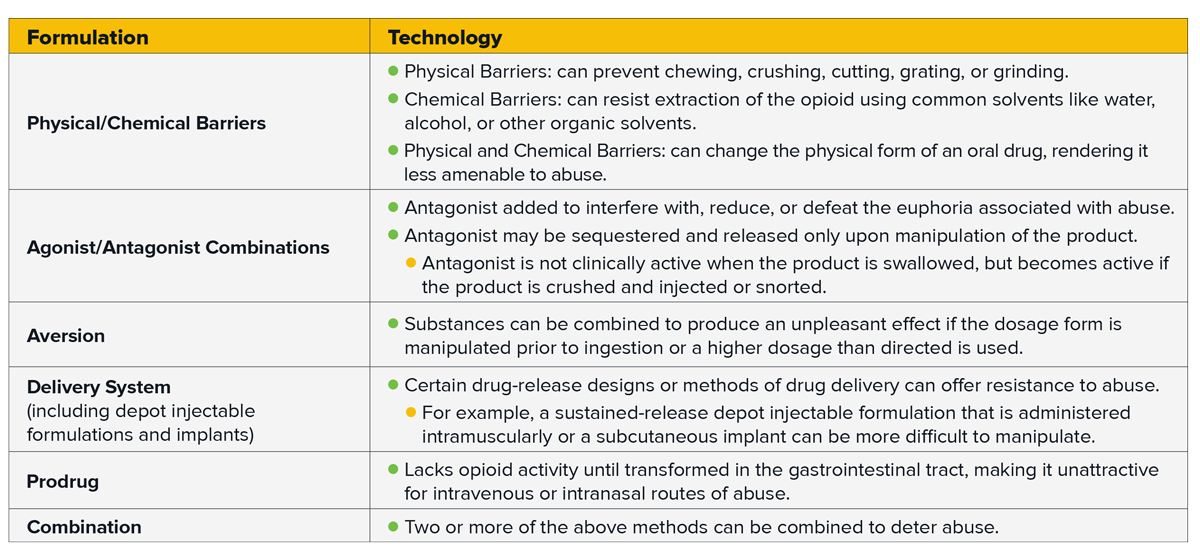 Formulation
Technology
Physical/Chemical Barriers
Physical Barriers: can prevent chewing, crushing, cutting, grating, or grinding.
Chemical Barriers: can resist extraction of the opioid using common solvents like water,
alcohol, or other organic solvents.
Physical and Chemical Barriers: can change the physical form of an oral drug, rendering it
less amenable to abuse.
Agonist/Antagonist Combinations
Antagonist added to interfere with, reduce, or defeat the euphoria associated with abuse.
Antagonist may be sequestered and released only upon manipulation of the product.
Antagonist is not clinically active when the product is swallowed, but becomes active if
the product is crushed and injected or snorted.
Aversion
Substances can be combined to produce an unpleasant effect if the dosage form is
manipulated prior to ingestion or a higher dosage than directed is used.
Delivery System
(including depot injectable
formulations and implants)
Certain drug-release designs or methods of drug delivery can offer resistance to abuse.
For example, a sustained-release depot injectable formulation that is administered
intramuscularly or a subcutaneous implant can be more difficult to manipulate.
Prodrug
Lacks opioid activity until transformed in the gastrointestinal tract, making it unattractive
for intravenous or intranasal routes of abuse.
Combination
Two or more of the above methods can be combined to deter abuse.